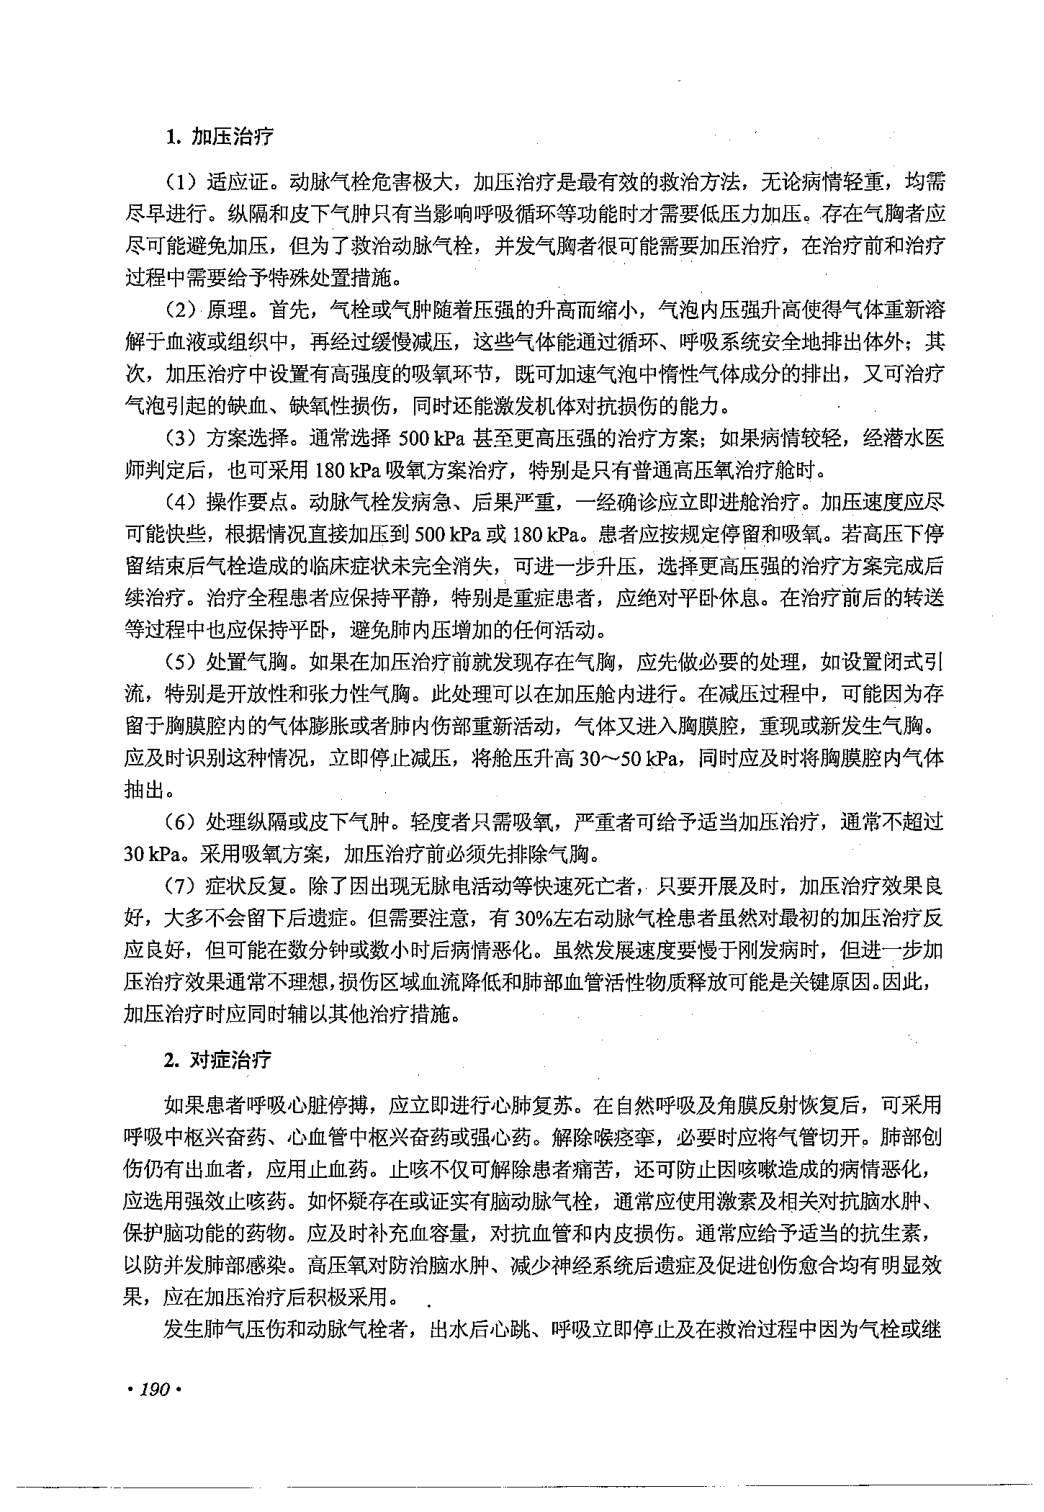 1. 加压治疗
（1）适应证。动脉气栓危害极大，加压治疗是最有效的救治方法，无论病情轻重，均需
尽早进行。纵隔和皮下气肿只有当影响呼吸循环等功能时才需要低压力加压。存在气胸者应
尽可能避免加压，但为了救治动脉气栓，并发气胸者很可能需要加压治疗，在治疗前和治疗
过程中需要给予特殊处置措施。
（2）原理。首先，气栓或气肿随着压强的升高而缩小，气泡内压强升高使得气体重新溶
解于血液或组织中，再经过缓慢减压，这些气体能通过循环、呼吸系统安全地排出体外；其
次，加压治疗中设置有高强度的吸氧环节，既可加速气泡中惰性气体成分的排出，又可治疗
气泡引起的缺血、缺氧性损伤，同时还能激发机体对抗损伤的能力。
（3）方案选择。通常选择 500 kPa 甚至更高压强的治疗方案；如果病情较轻，经潜水医
师判定后，也可采用 180 kPa 吸氧方案治疗，特别是只有普通高压氧治疗舱时。
（4）操作要点。动脉气栓发病急、后果严重，一经确诊应立即进舱治疗。加压速度应尽
可能快些，根据情况直接加压到 500 kPa 或 180 kPa。患者应按规定停留和吸氧。若高压下停
留结束后气栓造成的临床症状未完全消失，可进一步升压，选择更高压强的治疗方案完成后
续治疗。治疗全程患者应保持平静，特别是重症患者，应绝对平卧休息。在治疗前后的转送
等过程中也应保持平卧，避免肺内压增加的任何活动。
（5）处置气胸。如果在加压治疗前就发现存在气胸，应先做必要的处理，如设置闭式引
流，特别是开放性和张力性气胸。此处理可以在加压舱内进行。在减压过程中，可能因为存
留于胸膜腔内的气体膨胀或者肺内伤部重新活动，气体又进入胸膜腔，重现或新发生气胸。
应及时识别这种情况，立即停止减压，将舱压升高 30～50 kPa，同时应及时将胸膜腔内气体
抽出。
（6）处理纵隔或皮下气肿。轻度者只需吸氧，严重者可给予适当加压治疗，通常不超过
30 kPa。采用吸氧方案，加压治疗前必须先排除气胸。
（7）症状反复。除了因出现无脉电活动等快速死亡者，只要开展及时，加压治疗效果良
好，大多不会留下后遗症。但需要注意，有 30%左右动脉气栓患者虽然对最初的加压治疗反
应良好，但可能在数分钟或数小时后病情恶化。虽然发展速度要慢于刚发病时，但进一步加
压治疗效果通常不理想，损伤区域血流降低和肺部血管活性物质释放可能是关键原因。因此，
加压治疗时应同时辅以其他治疗措施。
2. 对症治疗
如果患者呼吸心脏停搏，应立即进行心肺复苏。在自然呼吸及角膜反射恢复后，可采用
呼吸中枢兴奋药、心血管中枢兴奋药或强心药。解除喉痉挛，必要时应将气管切开。肺部创
伤仍有出血者，应用止血药。止咳不仅可解除患者痛苦，还可防止因咳嗽造成的病情恶化，
应选用强效止咳药。如怀疑存在或证实有脑动脉气栓，通常应使用激素及相关对抗脑水肿、
保护脑功能的药物。应及时补充血容量，对抗血管和内皮损伤。通常应给予适当的抗生素，
以防并发肺部感染。高压氧对防治脑水肿、减少神经系统后遗症及促进创伤愈合均有明显效
果，应在加压治疗后积极采用。
发生肺气压伤和动脉气栓者，出水后心跳、呼吸立即停止及在救治过程中因为气栓或继
·190·